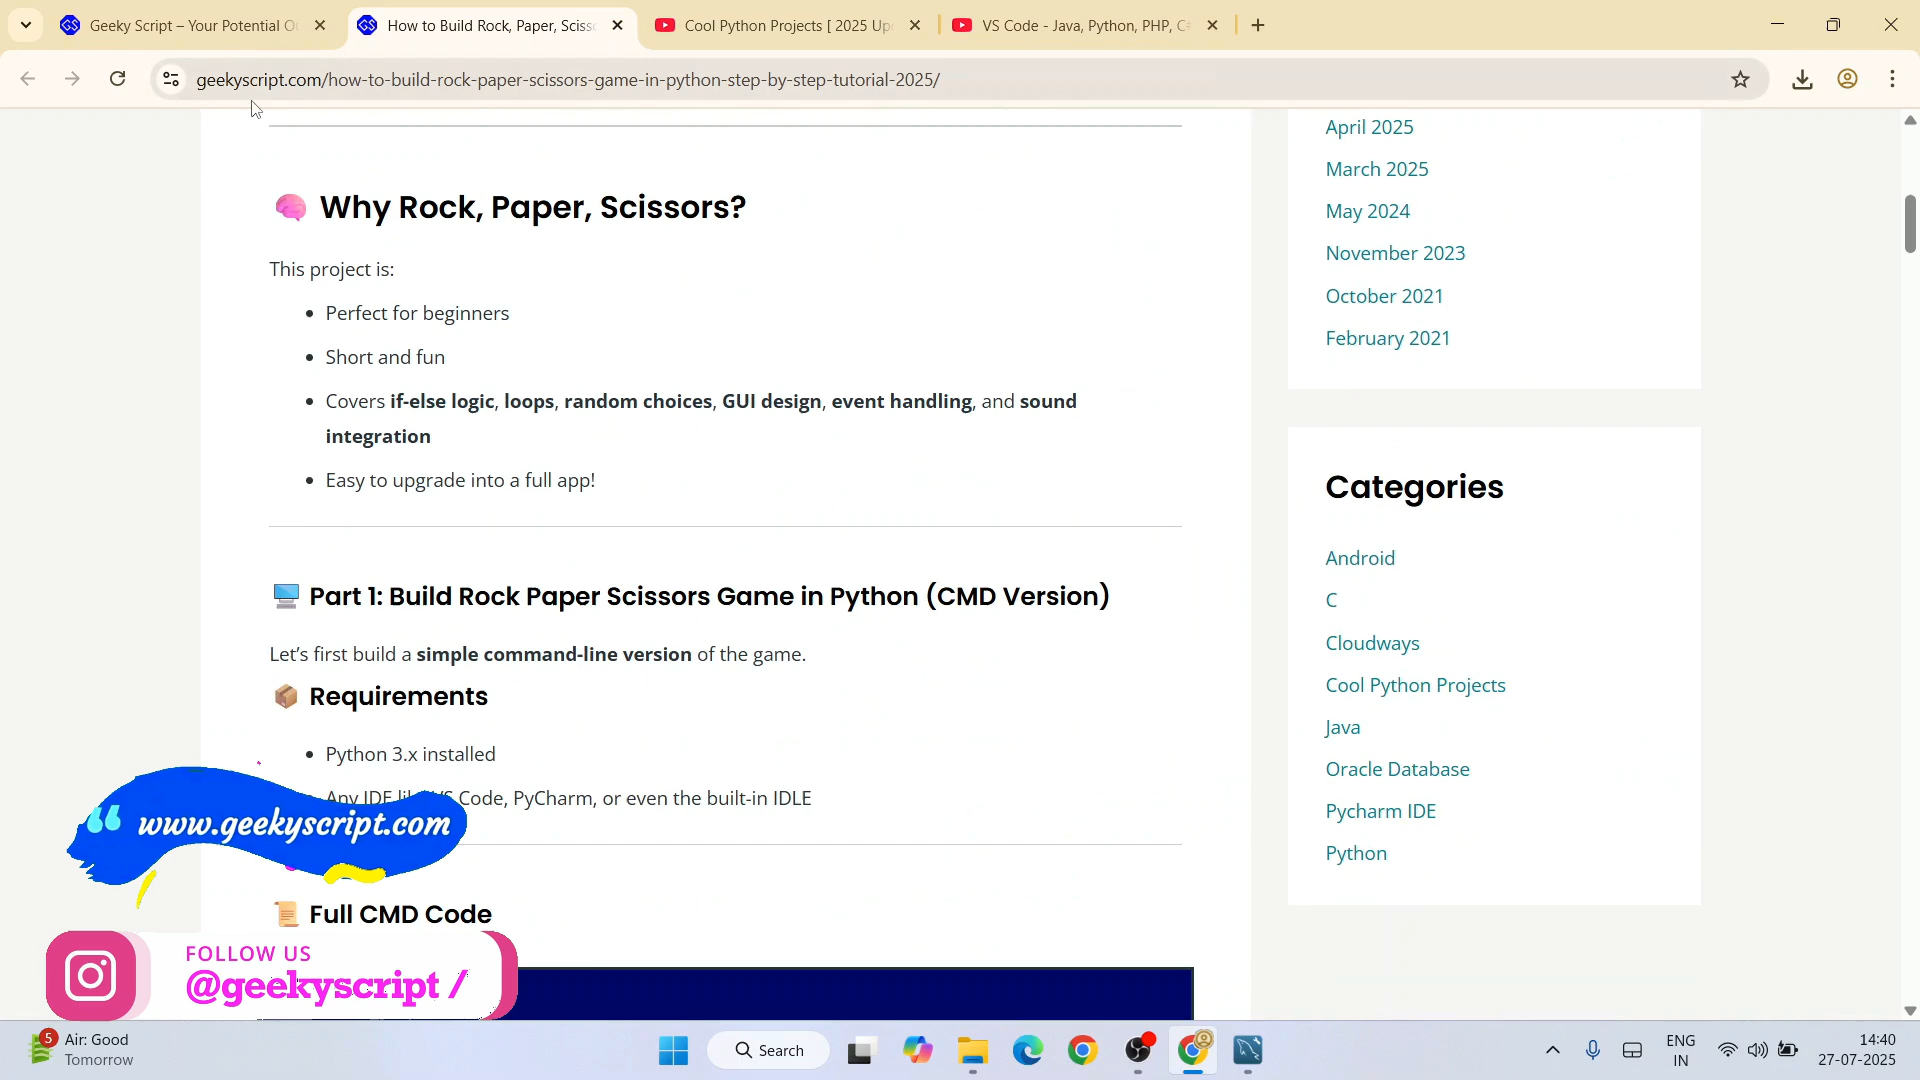 Geeky Script – Your Potential O
How to Build Rock, Paper, Scisso
Cool Python Projects [ 2025 Up
VS Code - Java, Python, PHP, C
geekyscript.com/how-to-build-rock-paper-scissors-game-in-python-step-by-step-tutorial-2025/
Why Rock, Paper, Scissors?
This project is:
Perfect for beginners
Short and fun
Covers if-else logic, loops, random choices, GUI design, event handling, and sound
integration
Easy to upgrade into a full app!
Part 1: Build Rock Paper Scissors Game in Python (CMD Version)
Let’s first build a simple command-line version of the game.
Requirements
Python 3.x installed
Any IDE like VS Code, PyCharm, or even the built-in IDLE
Full CMD Code
April 2025
March 2025
May 2024
November 2023
October 2021
February 2021
Categories
Android
C
Cloudways
Cool Python Projects
Java
Oracle Database
Pycharm IDE
Python
www.geekyscript.com
FOLLOW US
@geekyscript /
5
Air: Good
Tomorrow
Search
ENG
IN
14:40
27-07-2025